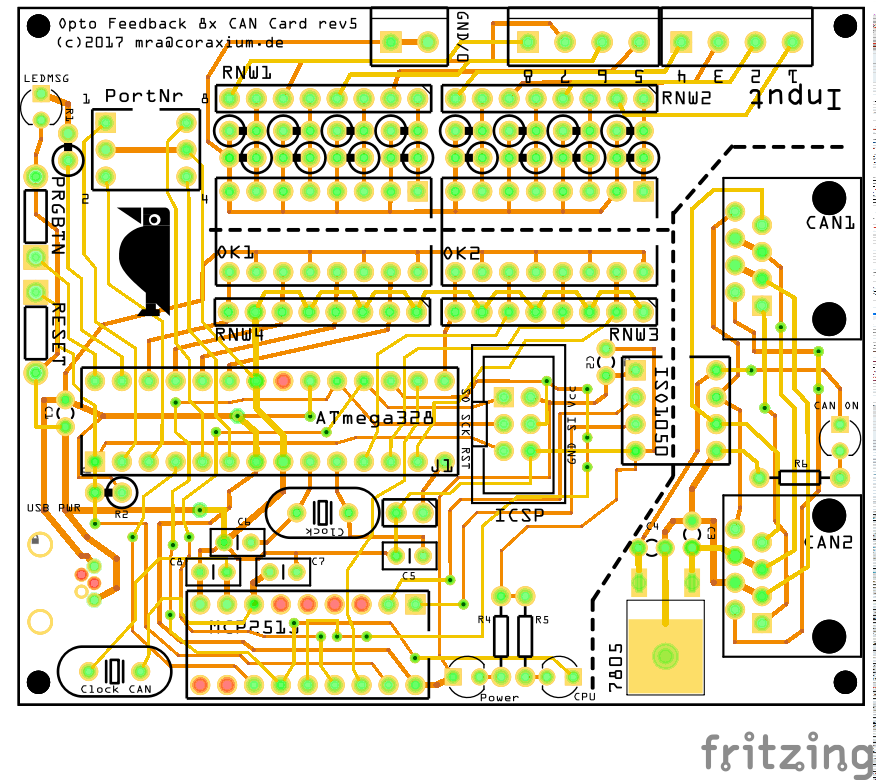 Opto Feedback 8x CAN Card rev5
(c)2017 mra@coraxium.de
GND/0
8 7 6 5 4 3 2 1
Input
LEDMSG
R1
1 PortNr 8
2 4
RNW1
RNW2
PRGBTN
RESET
OK1
OK2
CAN1
RNW4
RNW3
C2
ISO1050
SO SCK RST
Vcc SI GND
ATmega328
J1
CAN ON
R6
USB PWR
R2
Clock
ICSP
C6
C8
C7
C5
C4
C3
CAN2
MCP2515
R4 R5
7805
Clock CAN
Power
CPU
fritzing